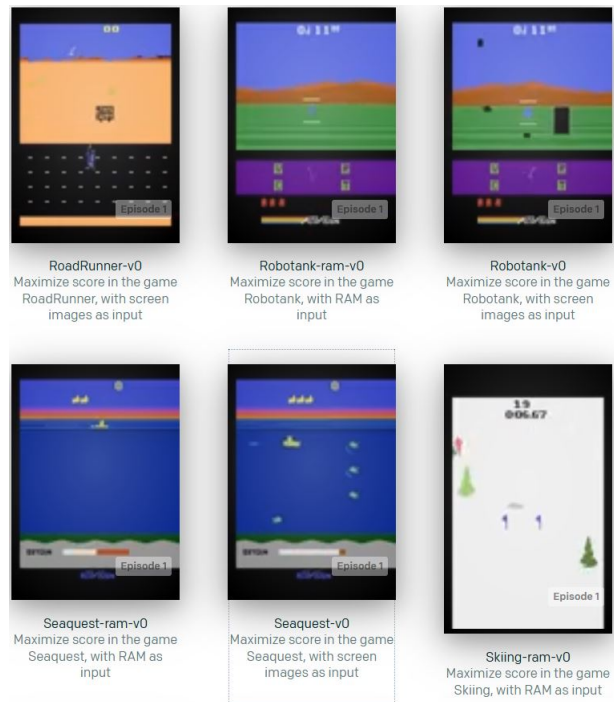 00
Episode 1
RoadRunner-v0
Maximize score in the game
RoadRunner, with screen
images as input
Episode 1
Robotank-ram-v0
Maximize score in the game
Robotank, with RAM as
input
Episode 1
Robotank-v0
Maximize score in the game
Robotank, with screen
images as input
0
Episode 1
Seaquest-ram-v0
Maximize score in the game
Seaquest, with RAM as
input
0
Episode 1
Seaquest-v0
Maximize score in the game
Seaquest, with screen
images as input
19
0:06.67
Episode 1
Skiing-ram-v0
Maximize score in the game
Skiing, with RAM as input